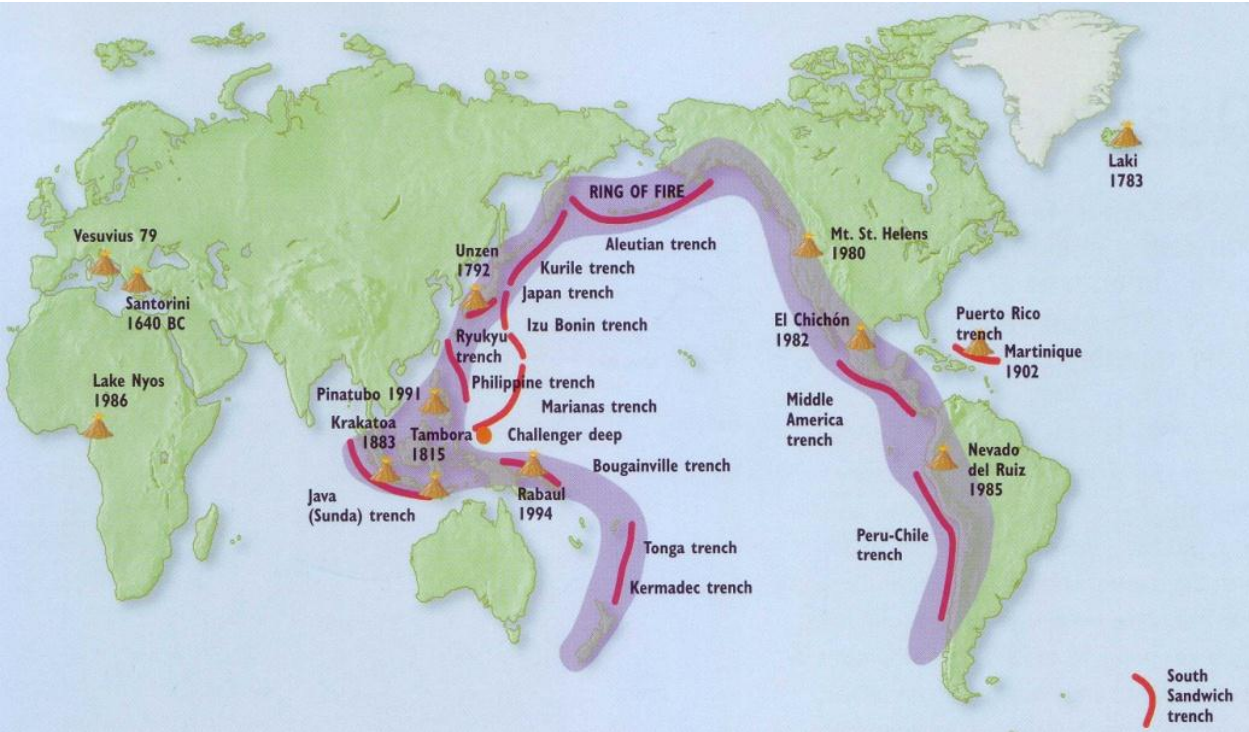 Laki
1783
RING OF FIRE
Vesuvius 79
Mt. St. Helens
1980
Aleutian trench
Unzen
1792
Kurile trench
Santorini
1640 BC
Japan trench
El Chichón
1982
Puerto Rico
trench
Izu Bonin trench
Ryukyu
trench
Martinique
1902
Lake Nyos
1986
Philippine trench
Pinatubo 1991
Marianas trench
Middle
America
trench
Krakatoa
1883
Tambora
1815
Challenger deep
Nevado
del Ruiz
1985
Bougainville trench
Java
(Sunda) trench
Rabaul
1994
Peru-Chile
trench
Tonga trench
Kermadec trench
South
Sandwich
trench